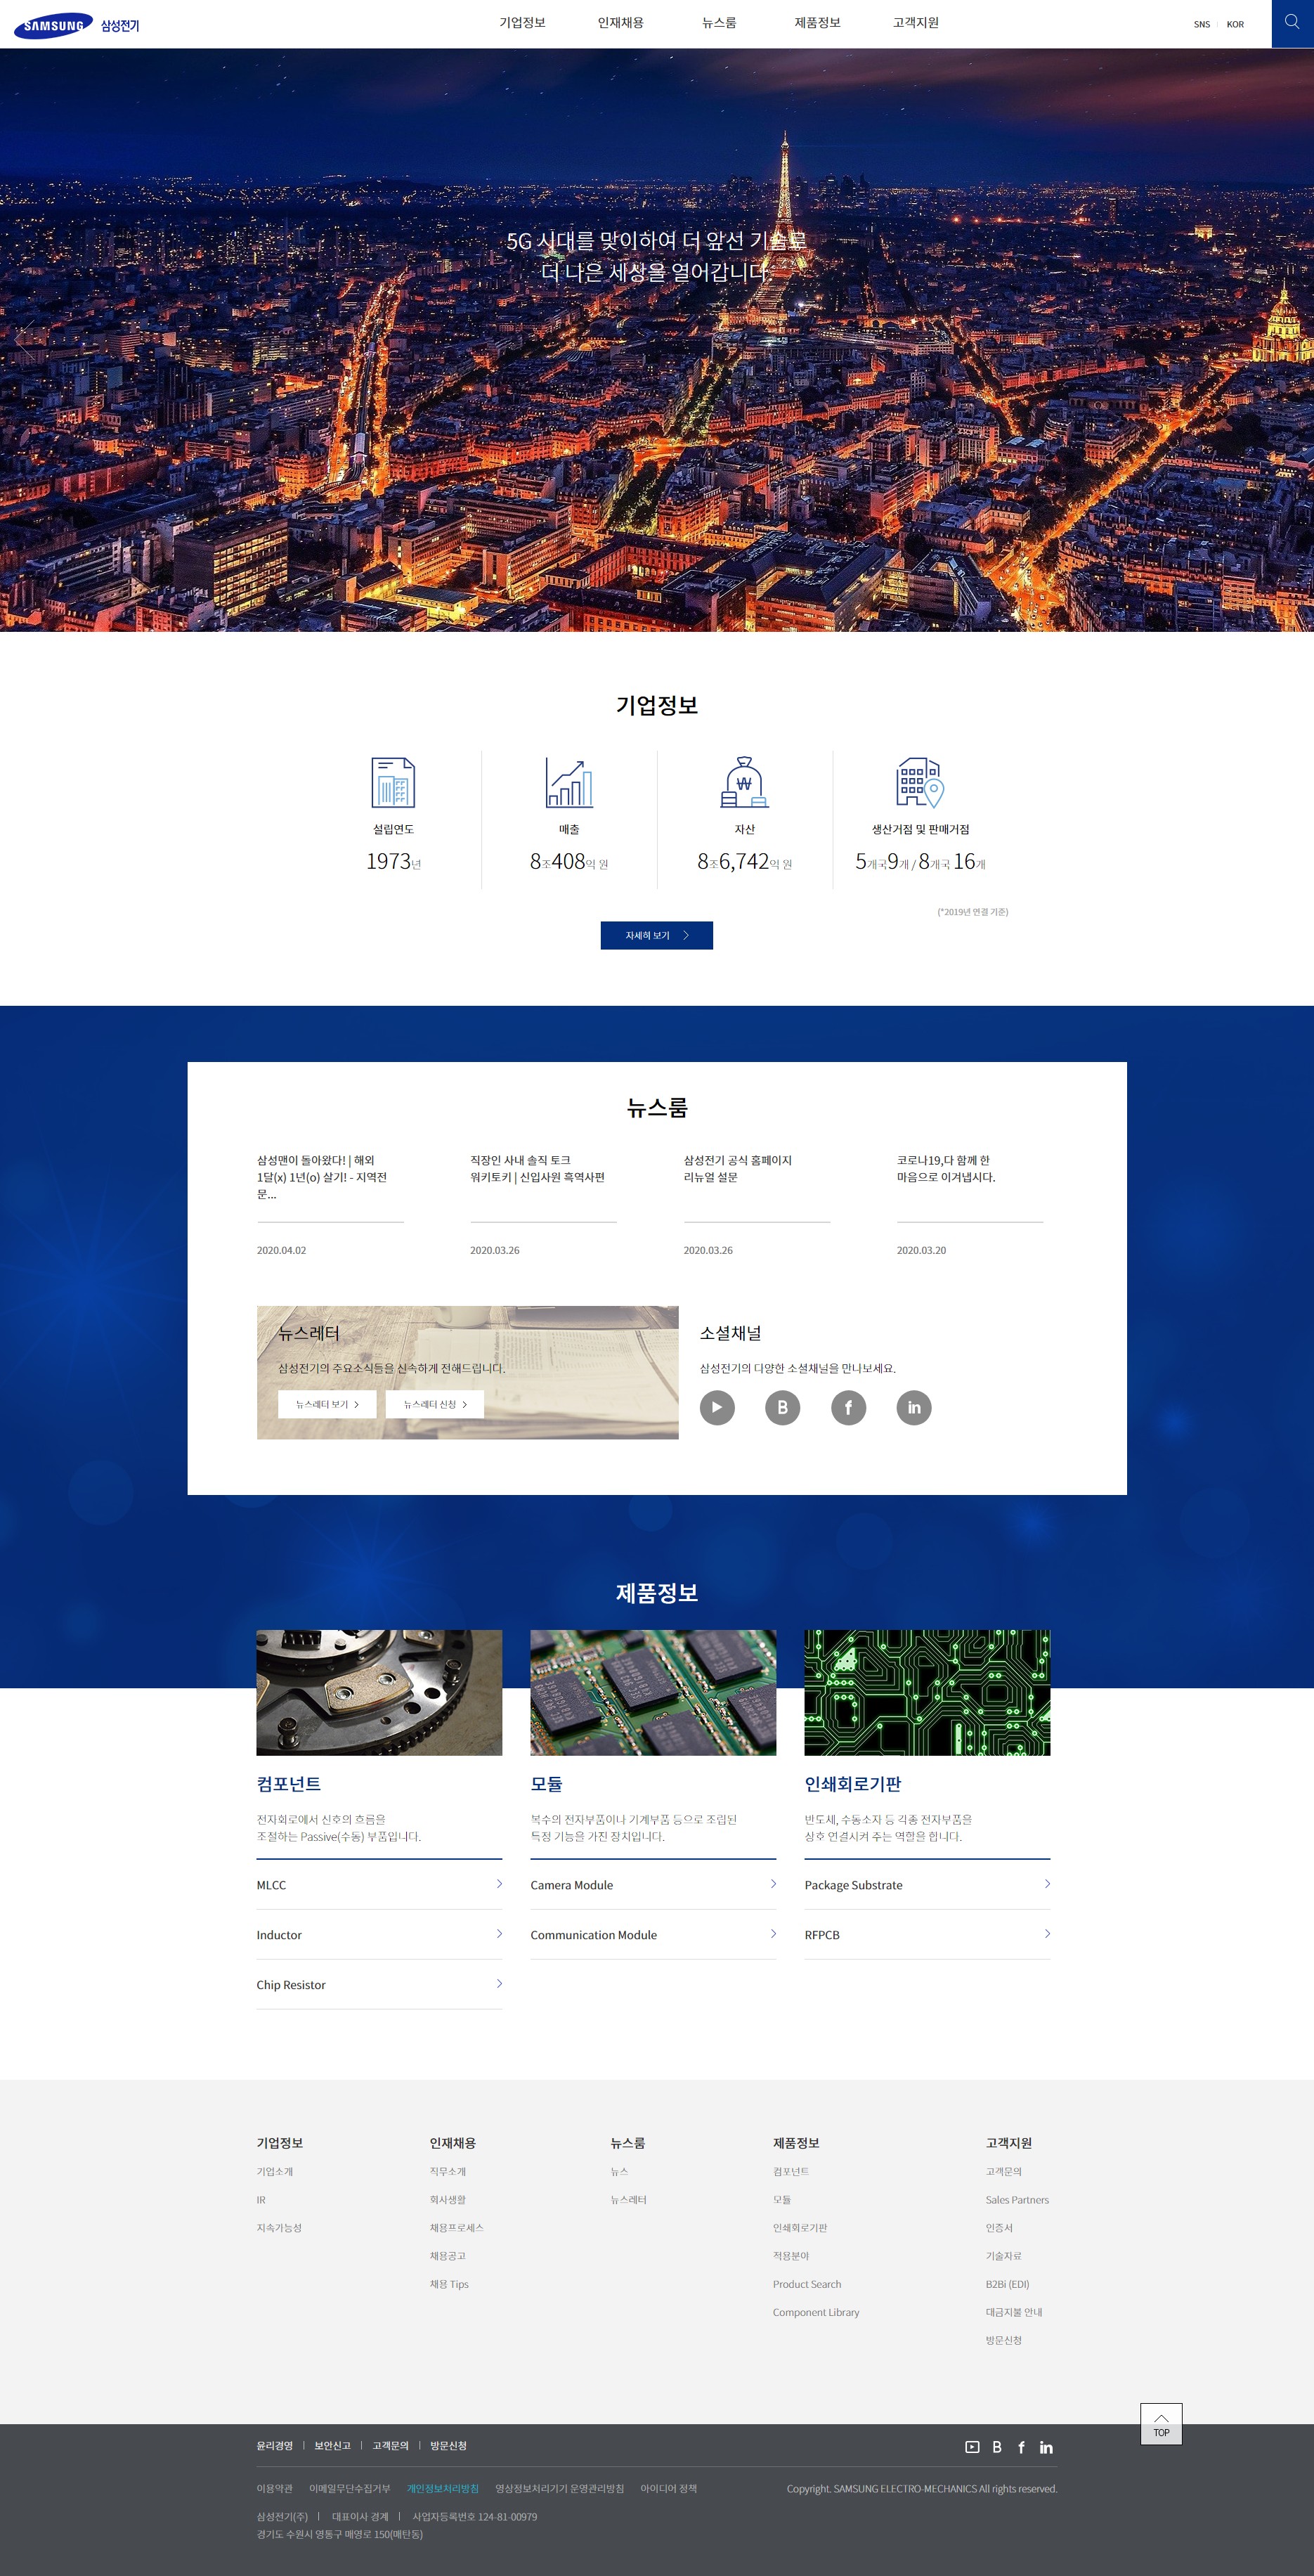 SAMSUNG 삼성전기
기업정보 인재채용 뉴스룸 제품정보 고객지원
SNS KOR
5G 시대를 맞이하여 더 앞선 기술로
더 나은 세상을 열어갑니다.
기업정보
설립연도
1973년
매출
8조408억 원
자산
8조6,742억 원
생산거점 및 판매거점
5개국9개 / 8개국 16개
(*2019년 연결 기준)
자세히 보기
뉴스룸
삼성맨이 돌아왔다! | 해외
1달(x) 1년(o) 살기! - 지역전
문...
2020.04.02
직장인 사내 솔직 토크
워키토키 | 신입사원 흑역사편
2020.03.26
삼성전기 공식 홈페이지
리뉴얼 설문
2020.03.26
코로나19,다 함께 한
마음으로 이겨냅시다.
2020.03.20
뉴스레터
삼성전기의 주요소식들을 신속하게 전해드립니다.
뉴스레터 보기
뉴스레터 신청
소셜채널
삼성전기의 다양한 소셜채널을 만나보세요.
B f in
제품정보
컴포넌트
전자회로에서 신호의 흐름을
조절하는 Passive(수동) 부품입니다.
MLCC
Inductor
Chip Resistor
모듈
복수의 전자부품이나 기계부품 등으로 조립된
특정 기능을 가진 장치입니다.
Camera Module
Communication Module
인쇄회로기판
반도체, 수동소자 등 각종 전자부품을
상호 연결시켜 주는 역할을 합니다.
Package Substrate
RFPCB
기업정보
기업소개
IR
지속가능성
인재채용
직무소개
회사생활
채용프로세스
채용공고
채용 Tips
뉴스룸
뉴스
뉴스레터
제품정보
컴포넌트
모듈
인쇄회로기판
적용분야
Product Search
Component Library
고객지원
고객문의
Sales Partners
인증서
기술자료
B2Bi (EDI)
대금지불 안내
방문신청
TOP
윤리경영 보안신고 고객문의 방문신청
B f in
이용약관 이메일무단수집거부 개인정보처리방침 영상정보처리기기 운영관리방침 아이디어 정책
Copyright. SAMSUNG ELECTRO-MECHANICS All rights reserved.
삼성전기(주) 대표이사 경계현 사업자등록번호 124-81-00979
경기도 수원시 영통구 매영로 150(매탄동)